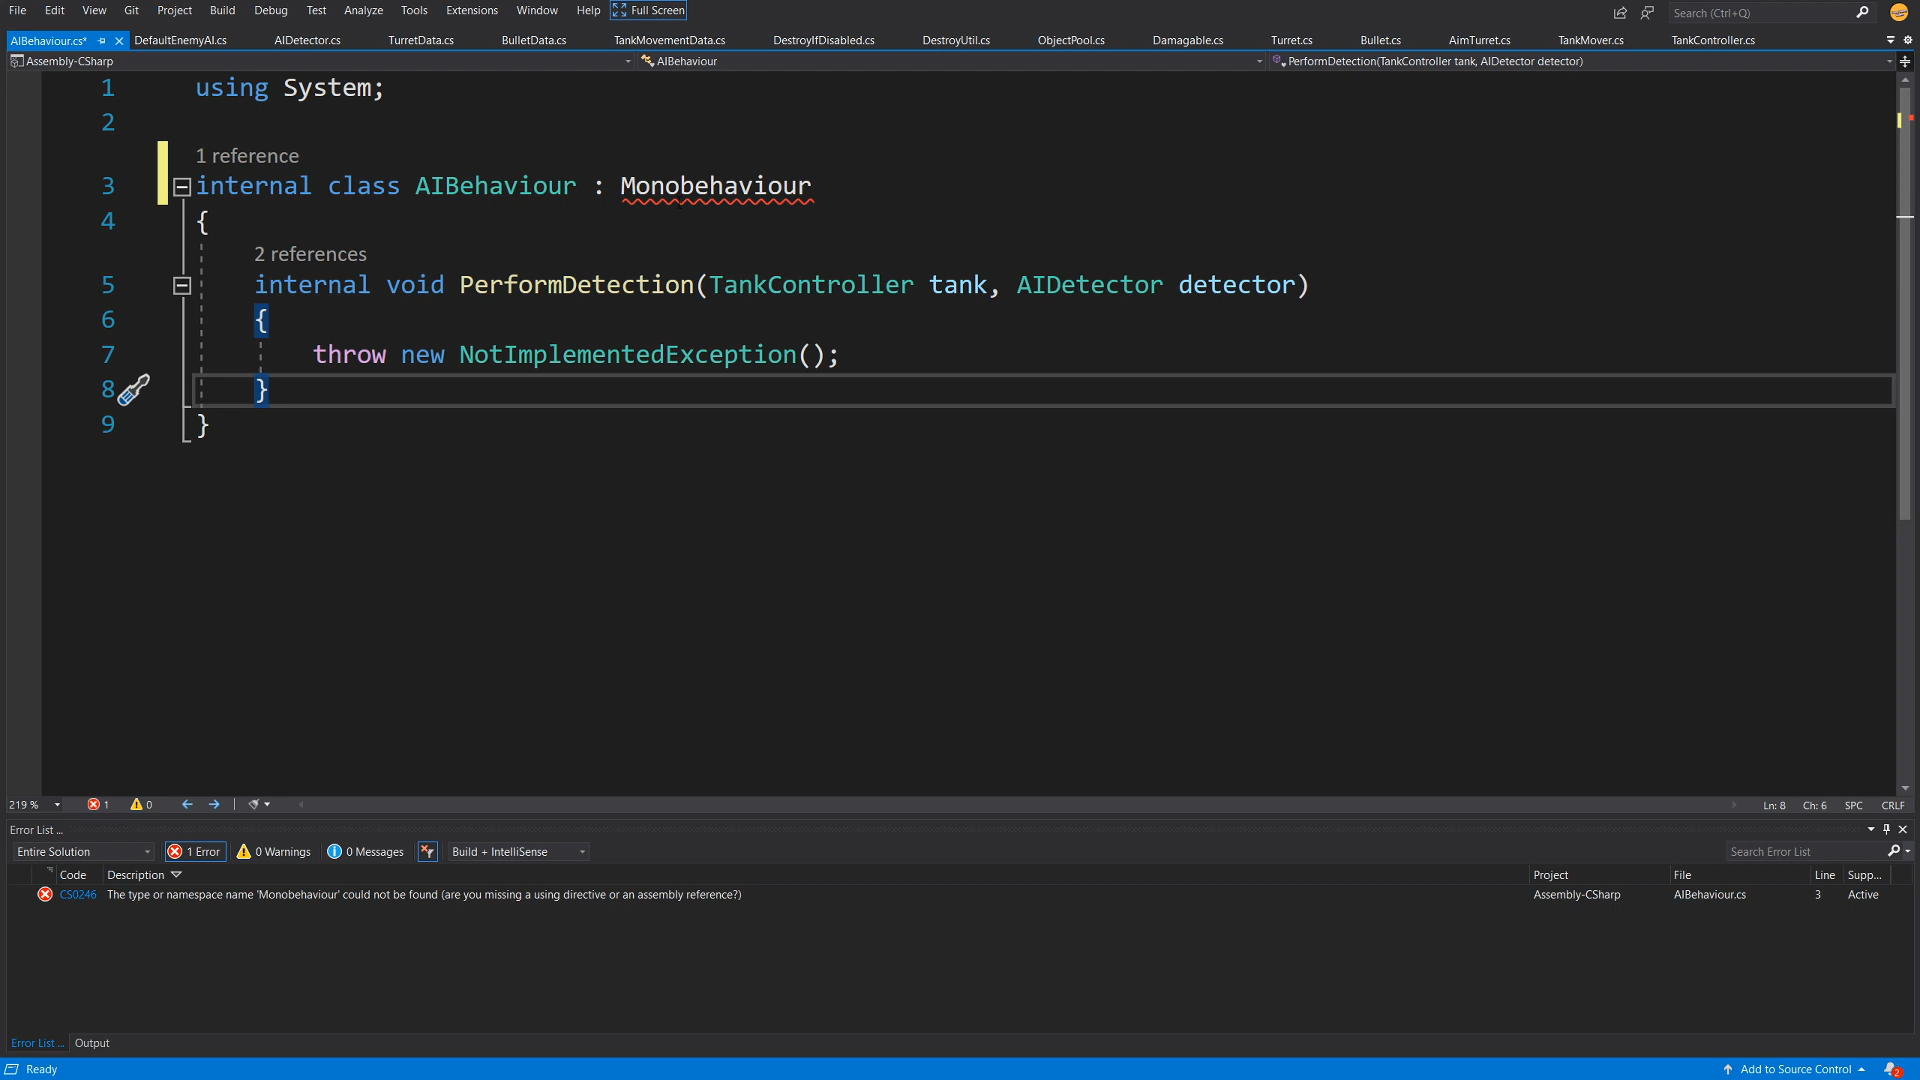 File Edit View Git Project Build Debug Test Analyze Tools Extensions Window Help Full Screen Search (Ctrl+Q)
AIBehaviour.cs* DefaultEnemyAI.cs AIDetector.cs TurretData.cs BulletData.cs TankMovementData.cs DestroyIfDisabled.cs DestroyUtil.cs ObjectPool.cs Damagable.cs Turret.cs Bullet.cs AimTurret.cs TankMover.cs TankController.cs
Assembly-CSharp AIBehaviour PerformDetection(TankController tank, AIDetector detector)
1 using System;
2
1 reference
3 internal class AIBehaviour : Monobehaviour
4 {
2 references
5 internal void PerformDetection(TankController tank, AIDetector detector)
6 {
7 throw new NotImplementedException();
8 }
9 }
219 % 1 0 Ln: 8 Ch: 6 SPC CRLF
Error List ...
Entire Solution 1 Error 0 Warnings 0 Messages Build + IntelliSense Search Error List
Code Description Project File Line Supp...
CS0246 The type or namespace name 'Monobehaviour' could not be found (are you missing a using directive or an assembly reference?) Assembly-CSharp AIBehaviour.cs 3 Active
Error List ... Output
Ready Add to Source Control 2